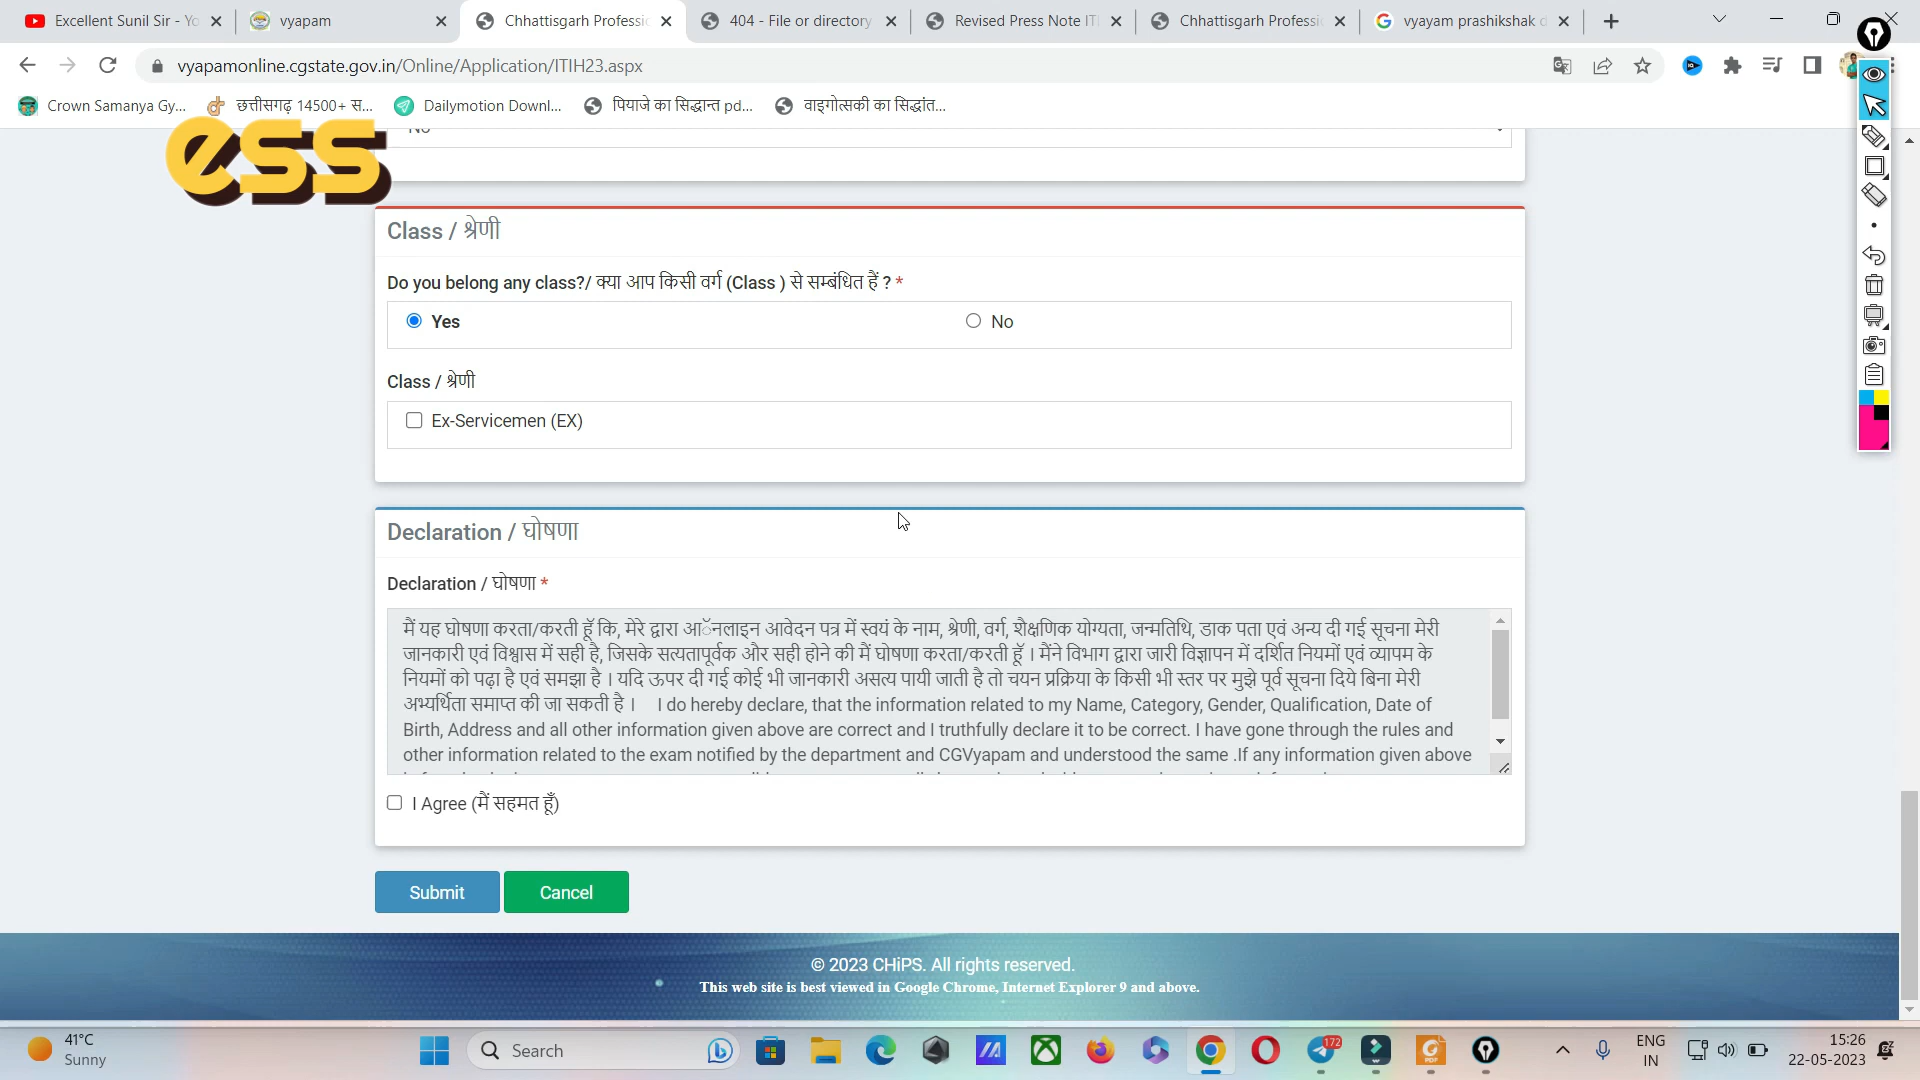 Excellent Sunil Sir - Yo
vyapam
Chhattisgarh Professio
404 - File or directory
Revised Press Note ITI
Chhattisgarh Professio
vyayam prashikshak c
vyapamonline.cgstate.gov.in/Online/Application/ITIH23.aspx
Crown Samanya Gy...
छत्तीसगढ़ 14500+ स...
Dailymotion Downl...
पियाजे का सिद्धान्त pd...
वाइगोत्सकी का सिद्धांत...
ess
No
Class / श्रेणी
Do you belong any class?/ क्या आप किसी वर्ग (Class ) से सम्बंधित हैं ? *
Yes
No
Class / श्रेणी
Ex-Servicemen (EX)
Declaration / घोषणा
Declaration / घोषणा *
मैं यह घोषणा करता/करती हूँ कि, मेरे द्वारा आॅनलाइन आवेदन पत्र में स्वयं के नाम, श्रेणी, वर्ग, शैक्षणिक योग्यता, जन्मतिथि, डाक पता एवं अन्य दी गई सूचना मेरी
जानकारी एवं विश्वास में सही है, जिसके सत्यतापूर्वक और सही होने की मैं घोषणा करता/करती हूँ । मैंने विभाग द्वारा जारी विज्ञापन में दर्शित नियमों एवं व्यापम के
नियमों को पढ़ा है एवं समझा है । यदि ऊपर दी गई कोई भी जानकारी असत्य पायी जाती है तो चयन प्रक्रिया के किसी भी स्तर पर मुझे पूर्व सूचना दिये बिना मेरी
अभ्यर्थिता समाप्त की जा सकती है । I do hereby declare, that the information related to my Name, Category, Gender, Qualification, Date of
Birth, Address and all other information given above are correct and I truthfully declare it to be correct. I have gone through the rules and
other information related to the exam notified by the department and CGVyapam and understood the same .If any information given above
I Agree (मैं सहमत हूँ)
Submit
Cancel
© 2023 CHiPS. All rights reserved.
This web site is best viewed in Google Chrome, Internet Explorer 9 and above.
41°C
Sunny
Search
172
ENG
IN
15:26
22-05-2023